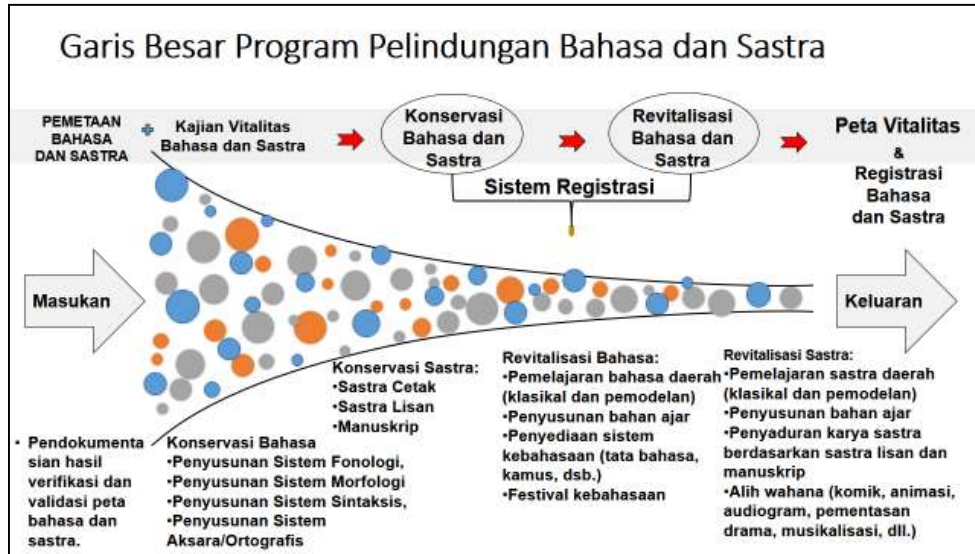 Garis Besar Program Pelindungan Bahasa dan Sastra
PEMETAAN
BAHASA
DAN SASTRA
Kajian Vitalitas
Bahasa dan Sastra
Konservasi
Bahasa dan
Sastra
Revitalisasi
Bahasa dan
Sastra
Peta Vitalitas
&
Registrasi
Bahasa
dan Sastra
Sistem Registrasi
Masukan
Keluaran
• Pendokumenta
sian hasil
verifikasi dan
validasi peta
bahasa dan
sastra.
Konservasi Bahasa
•Penyusunan Sistem Fonologi,
•Penyusunan Sistem Morfologi
•Penyusunan Sistem Sintaksis,
•Penyusunan Sistem
Aksara/Ortografis
Konservasi Sastra:
•Sastra Cetak
•Sastra Lisan
•Manuskrip
Revitalisasi Bahasa:
•Pemelajaran bahasa daerah
(klasikal dan pemodelan)
•Penyusunan bahan ajar
•Penyediaan sistem
kebahasaan (tata bahasa,
kamus, dsb.)
•Festival kebahasaan
Revitalisasi Sastra:
•Pemelajaran sastra daerah
(klasikal dan pemodelan)
•Penyusunan bahan ajar
•Penyaduran karya sastra
berdasarkan sastra lisan dan
manuskrip
•Alih wahana (komik, animasi,
audiogram, pementasan
drama, musikalisasi, dll.)